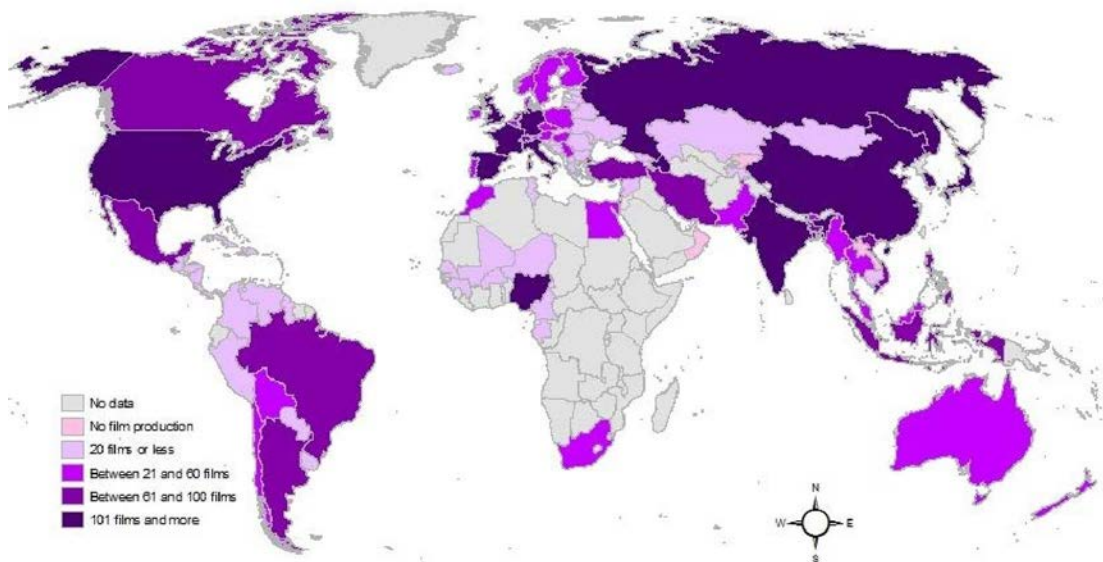 No data
No film production
20 films or less
Between 21 and 60 films
Between 61 and 100 films
101 films and more
N
W E
S